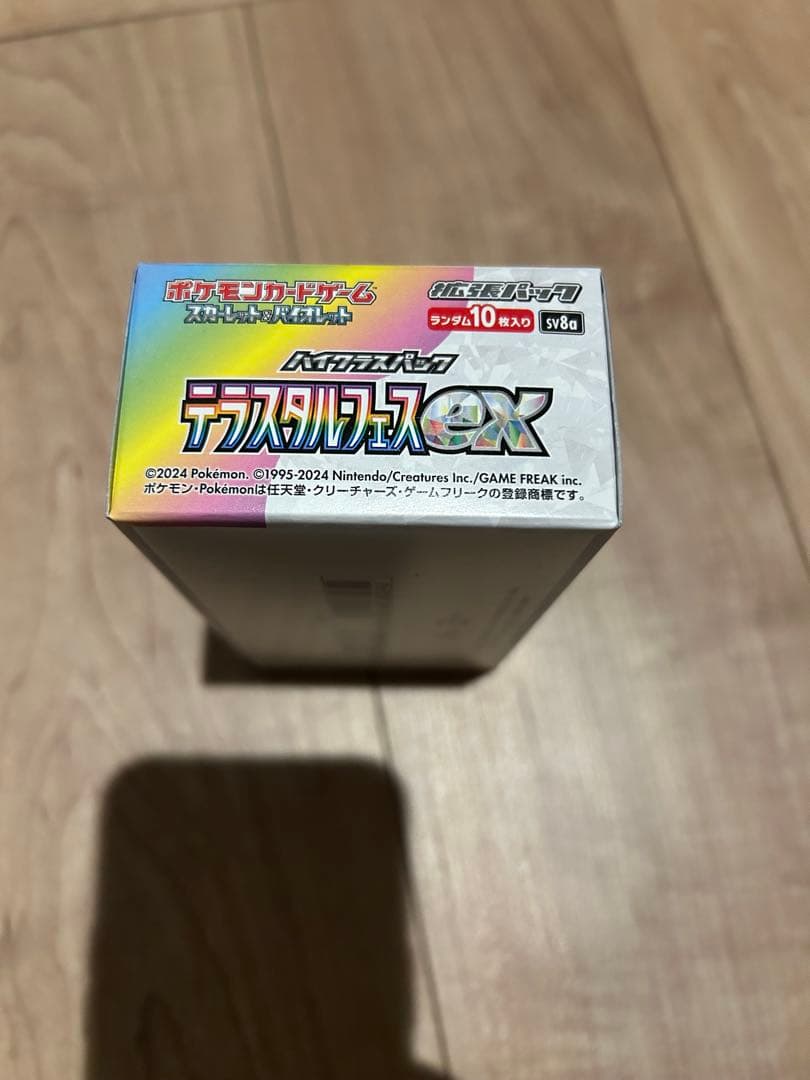 ポケモンカードゲーム
スカーレット&バイオレット
拡張パック
ランダム10枚入り SV8a
ハイクラスパック
テラスタルフェスex
©2024 Pokémon. ©1995-2024 Nintendo/Creatures Inc./GAME FREAK inc.
ポケモン・Pokémonは任天堂・クリーチャーズ・ゲームフリークの登録商標です。